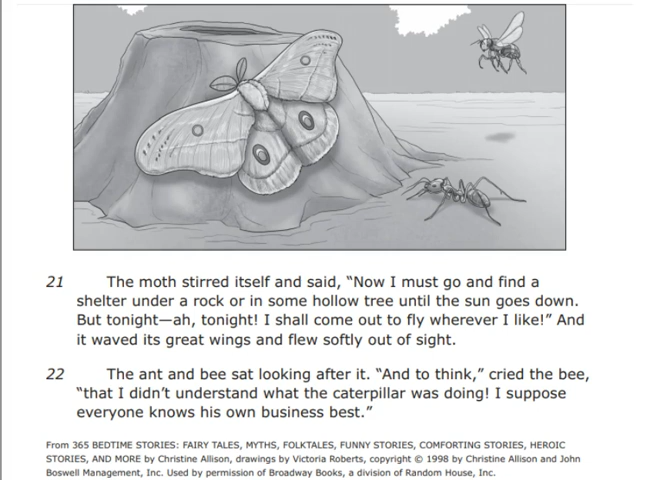 21 The moth stirred itself and said, “Now I must go and find a
shelter under a rock or in some hollow tree until the sun goes down.
But tonight—ah, tonight! I shall come out to fly wherever I like!” And
it waved its great wings and flew softly out of sight.
22 The ant and bee sat looking after it. “And to think,” cried the bee,
“that I didn’t understand what the caterpillar was doing! I suppose
everyone knows his own business best.”
From 365 BEDTIME STORIES: FAIRY TALES, MYTHS, FOLKTALES, FUNNY STORIES, COMFORTING STORIES, HEROIC
STORIES, AND MORE by Christine Allison, drawings by Victoria Roberts, copyright © 1998 by Christine Allison and John
Boswell Management, Inc. Used by permission of Broadway Books, a division of Random House, Inc.